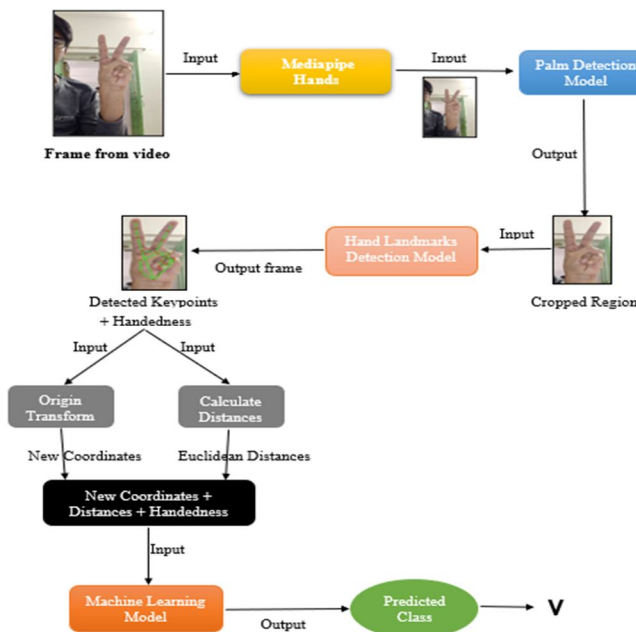 Input
Mediapipe
Hands
Input
Palm Detection
Model
Frame from video
Output
Input
Hand Landmarks
Detection Model
Output frame
Cropped Region
Detected Keypoints
+ Handedness
Input
Input
Origin
Transform
Calculate
Distances
New Coordinates
Euclidean Distances
New Coordinates +
Distances + Handedness
Input
Machine Learning
Model
Output
Predicted
Class
V